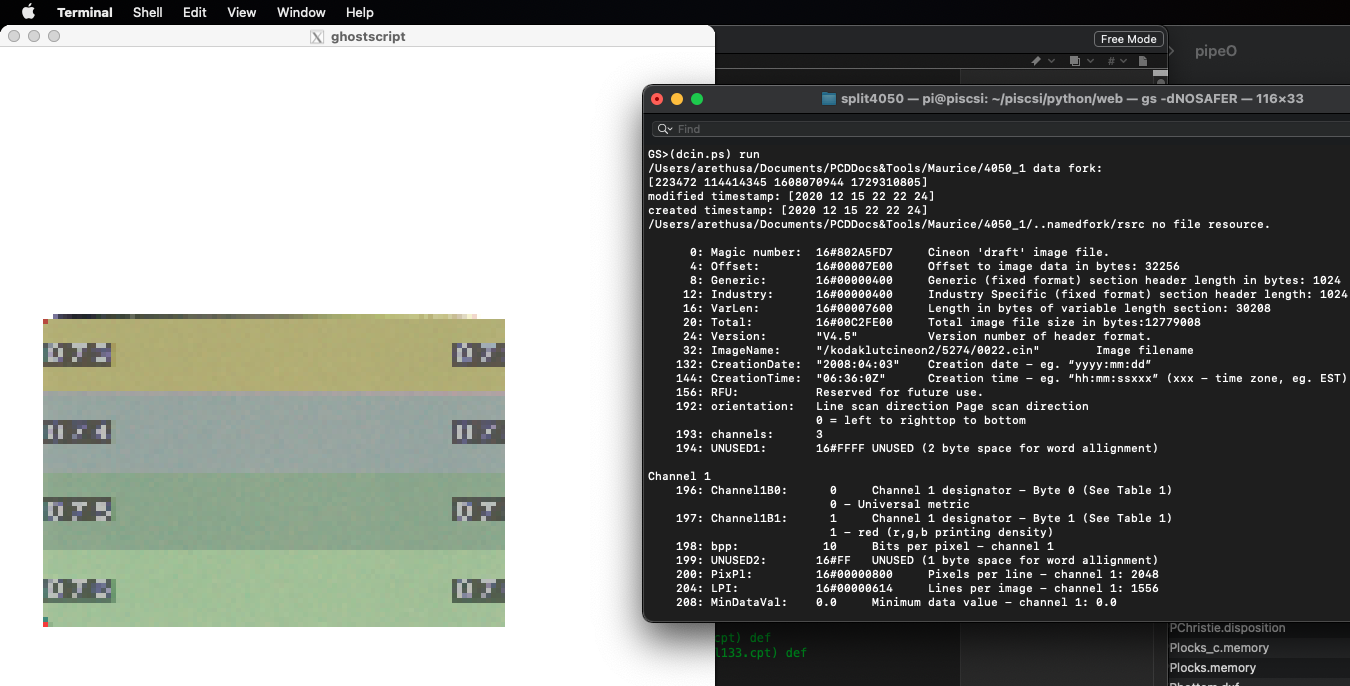 Terminal Shell Edit View Window Help
ghostscript
Free Mode
pipeO
#
split4050 — pi@piscsi: ~/piscsi/python/web — gs -dNOSAFER — 116×33
Find
GS>(dcin.ps) run
/Users/arethusa/Documents/PCDDocs&Tools/Maurice/4050_1 data fork:
[223472 114414345 1608070944 1729310805]
modified timestamp: [2020 12 15 22 22 24]
created timestamp: [2020 12 15 22 22 24]
/Users/arethusa/Documents/PCDDocs&Tools/Maurice/4050_1/..namedfork/rsrc no file resource.
0: Magic number: 16#802A5FD7 Cineon 'draft' image file.
4: Offset: 16#00007E00 Offset to image data in bytes: 32256
8: Generic: 16#00000400 Generic (fixed format) section header length in bytes: 1024
12: Industry: 16#00000400 Industry Specific (fixed format) section header length: 1024
16: VarLen: 16#00007600 Length in bytes of variable length section: 30208
20: Total: 16#00C2FE00 Total image file size in bytes:12779008
24: Version: "V4.5" Version number of header format.
32: ImageName: "/kodaklutcineon2/5274/0022.cin" Image filename
132: CreationDate: "2008:04:03" Creation date – eg. “yyyy:mm:dd”
144: CreationTime: "06:36:0Z" Creation time – eg. “hh:mm:ssxxx” (xxx – time zone, eg. EST)
156: RFU: Reserved for future use.
192: orientation: Line scan direction Page scan direction
0 = left to righttop to bottom
193: channels: 3
194: UNUSED1: 16#FFFF UNUSED (2 byte space for word allignment)
Channel 1
196: Channel1B0: 0 Channel 1 designator – Byte 0 (See Table 1)
0 – Universal metric
197: Channel1B1: 1 Channel 1 designator – Byte 1 (See Table 1)
1 – red (r,g,b printing density)
198: bpp: 10 Bits per pixel – channel 1
199: UNUSED2: 16#FF UNUSED (1 byte space for word allignment)
200: PixPl: 16#00000800 Pixels per line – channel 1: 2048
204: LPI: 16#00000614 Lines per image – channel 1: 1556
208: MinDataVal: 0.0 Minimum data value – channel 1: 0.0
cpt) def
l133.cpt) def
PChristie.disposition
Plocks_c.memory
Plocks.memory